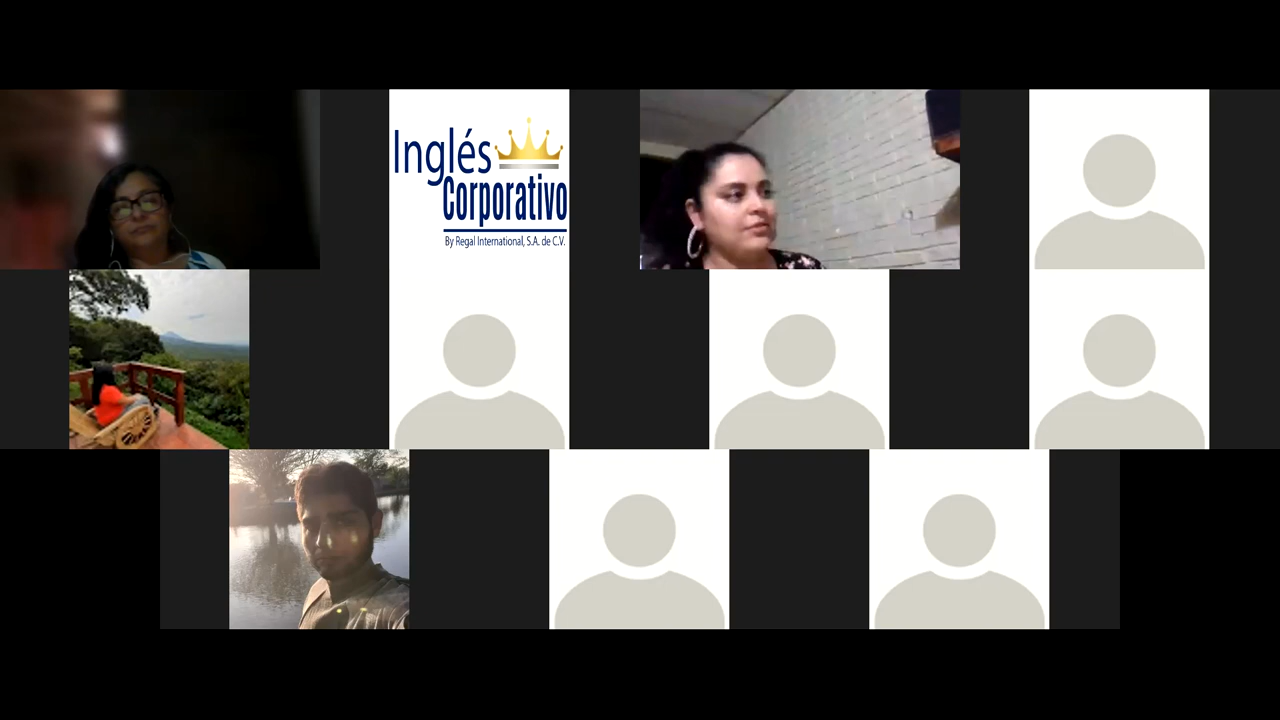 Inglés
Corporativo
By Regal International, S.A. de C.V.